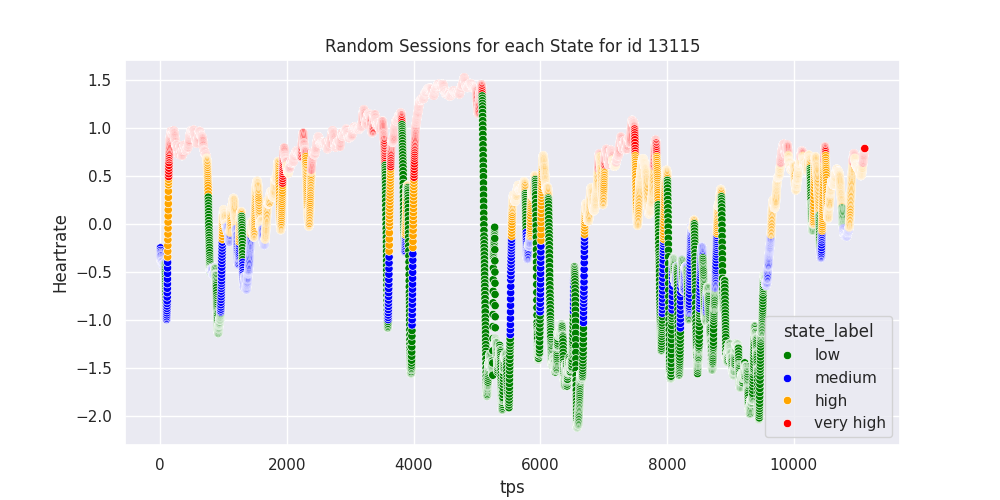 Random Sessions for each State for id 13115
Heartrate
1.5
1.0
0.5
0.0
−0.5
−1.0
−1.5
−2.0
0
2000
4000
6000
8000
10000
tps
state_label
low
medium
high
very high